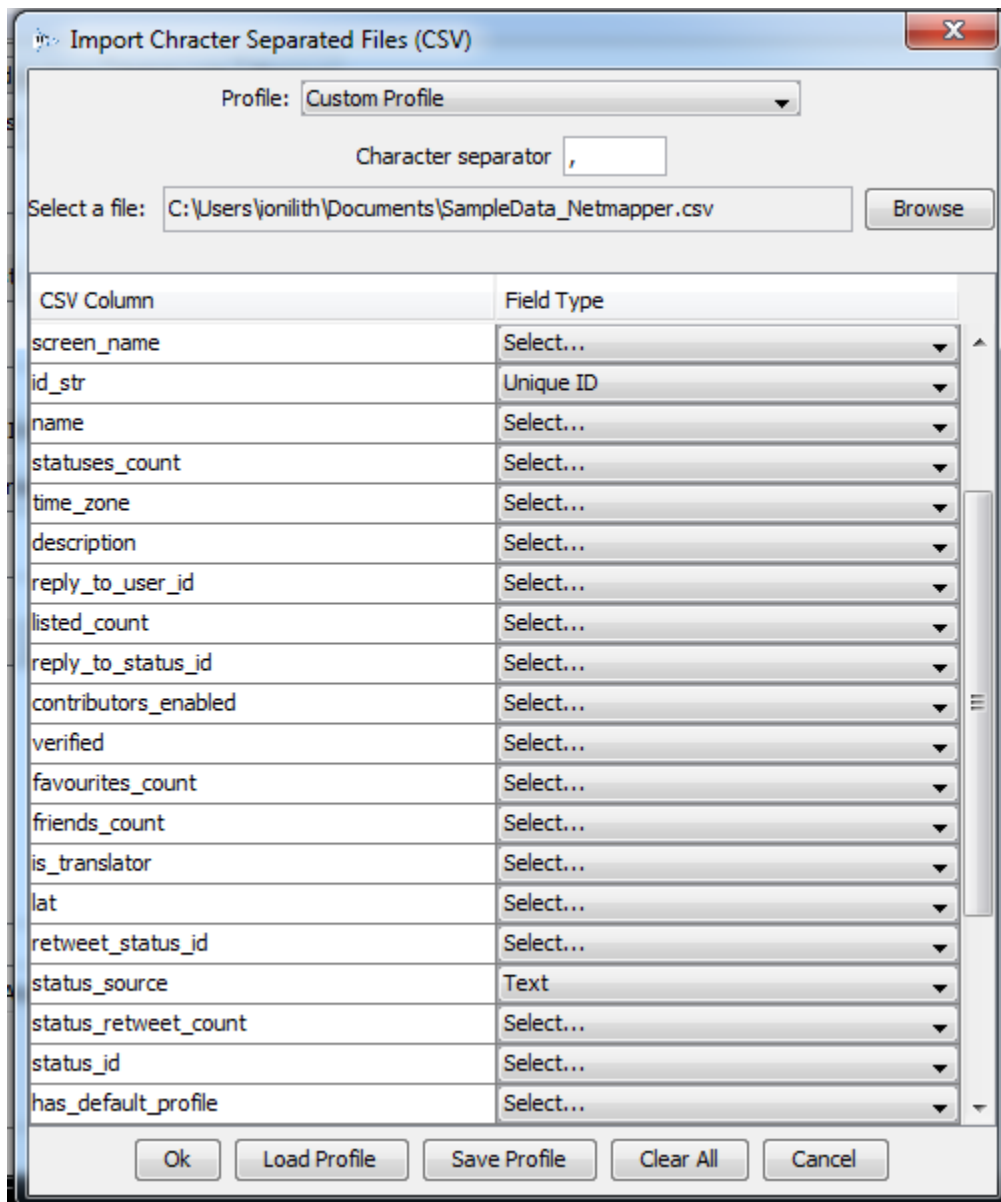 Import Chracter Separated Files (CSV)
Profile: Custom Profile
Character separator ,
Select a file: C:\Users\jonilith\Documents\SampleData_Netmapper.csv Browse
CSV Column Field Type
screen_name Select...
id_str Unique ID
name Select...
statuses_count Select...
time_zone Select...
description Select...
reply_to_user_id Select...
listed_count Select...
reply_to_status_id Select...
contributors_enabled Select...
verified Select...
favourites_count Select...
friends_count Select...
is_translator Select...
lat Select...
retweet_status_id Select...
status_source Text
status_retweet_count Select...
status_id Select...
has_default_profile Select...
Ok Load Profile Save Profile Clear All Cancel